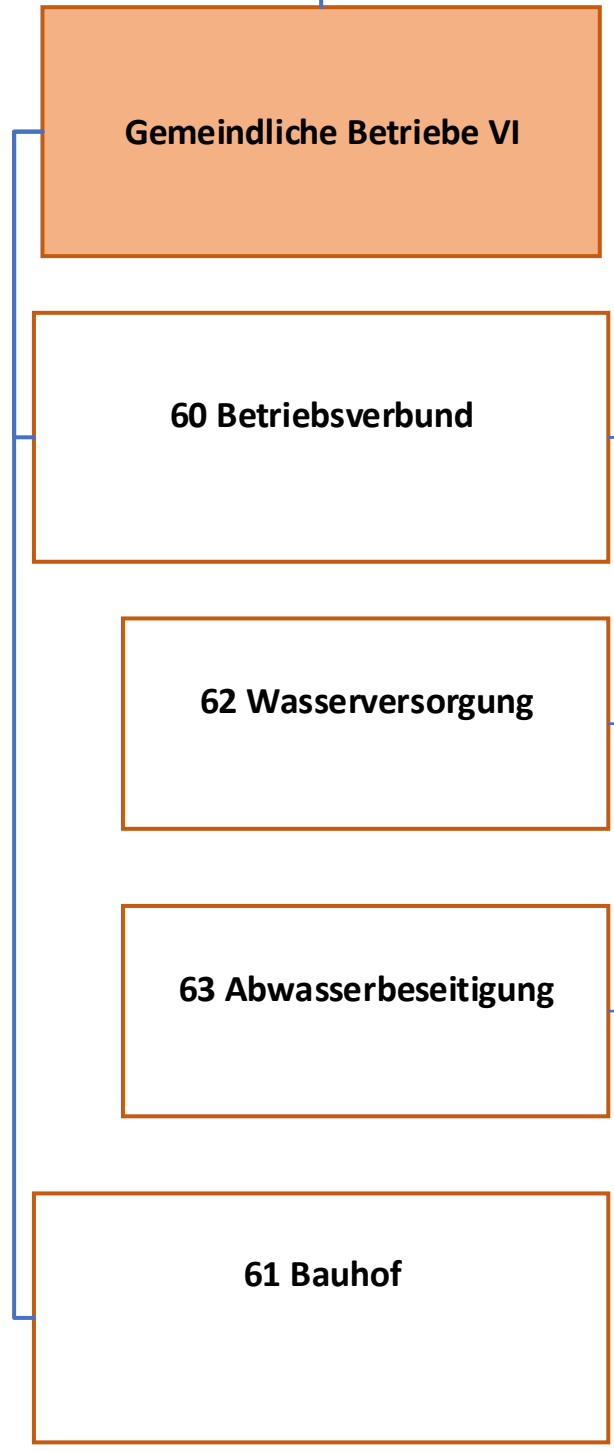 Gemeindliche Betriebe VI
60 Betriebsverbund
62 Wasserversorgung
63 Abwasserbeseitigung
61 Bauhof